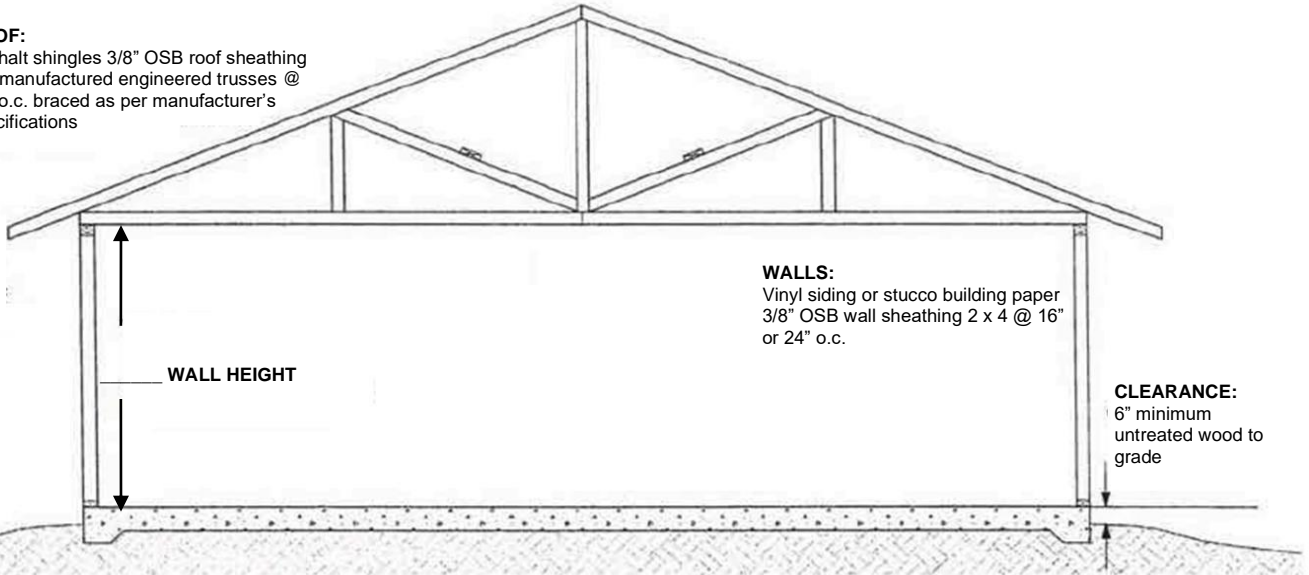 OF:
halt shingles 3/8” OSB roof sheathing
manufactured engineered trusses @
o.c. braced as per manufacturer’s
cifications
WALLS:
Vinyl siding or stucco building paper
3/8” OSB wall sheathing 2 x 4 @ 16”
or 24” o.c.
______ WALL HEIGHT
CLEARANCE:
6” minimum
untreated wood to
grade